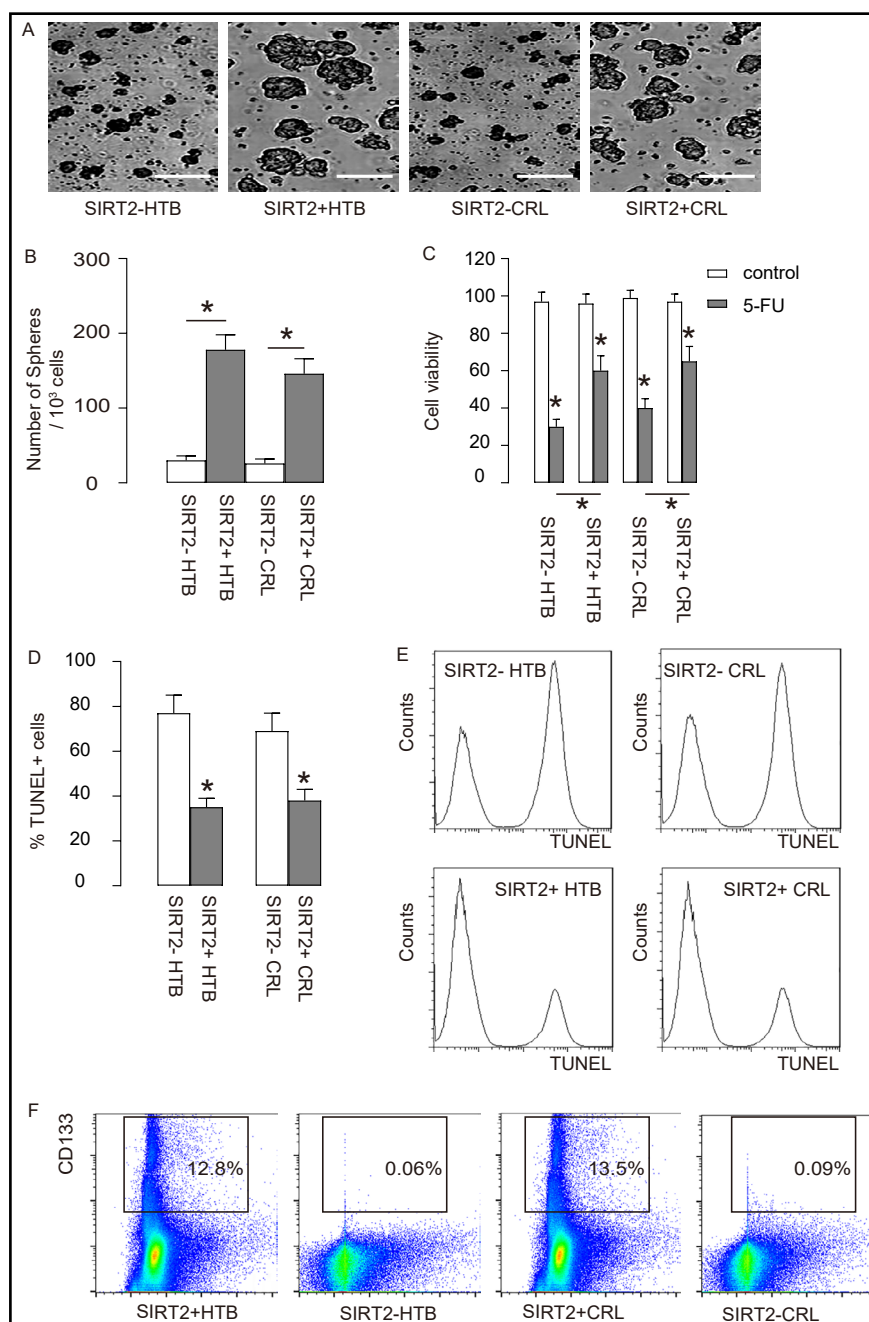 A
SIRT2-HTB
SIRT2+HTB
SIRT2-CRL
SIRT2+CRL
B
Number of Spheres
/ 10³ cells
300
200
100
0
*
*
SIRT2- HTB
SIRT2+ HTB
SIRT2- CRL
SIRT2+ CRL
C
Cell viability
120
100
80
60
40
20
0
control
5-FU
*
*
*
*
*
*
SIRT2- HTB
SIRT2+ HTB
SIRT2- CRL
SIRT2+ CRL
D
% TUNEL+ cells
100
80
60
40
20
0
*
*
SIRT2- HTB
SIRT2+ HTB
SIRT2- CRL
SIRT2+ CRL
E
SIRT2- HTB
Counts
TUNEL
SIRT2- CRL
Counts
TUNEL
SIRT2+ HTB
Counts
TUNEL
SIRT2+ CRL
Counts
TUNEL
F
CD133
12.8%
0.06%
13.5%
0.09%
SIRT2+HTB
SIRT2-HTB
SIRT2+CRL
SIRT2-CRL